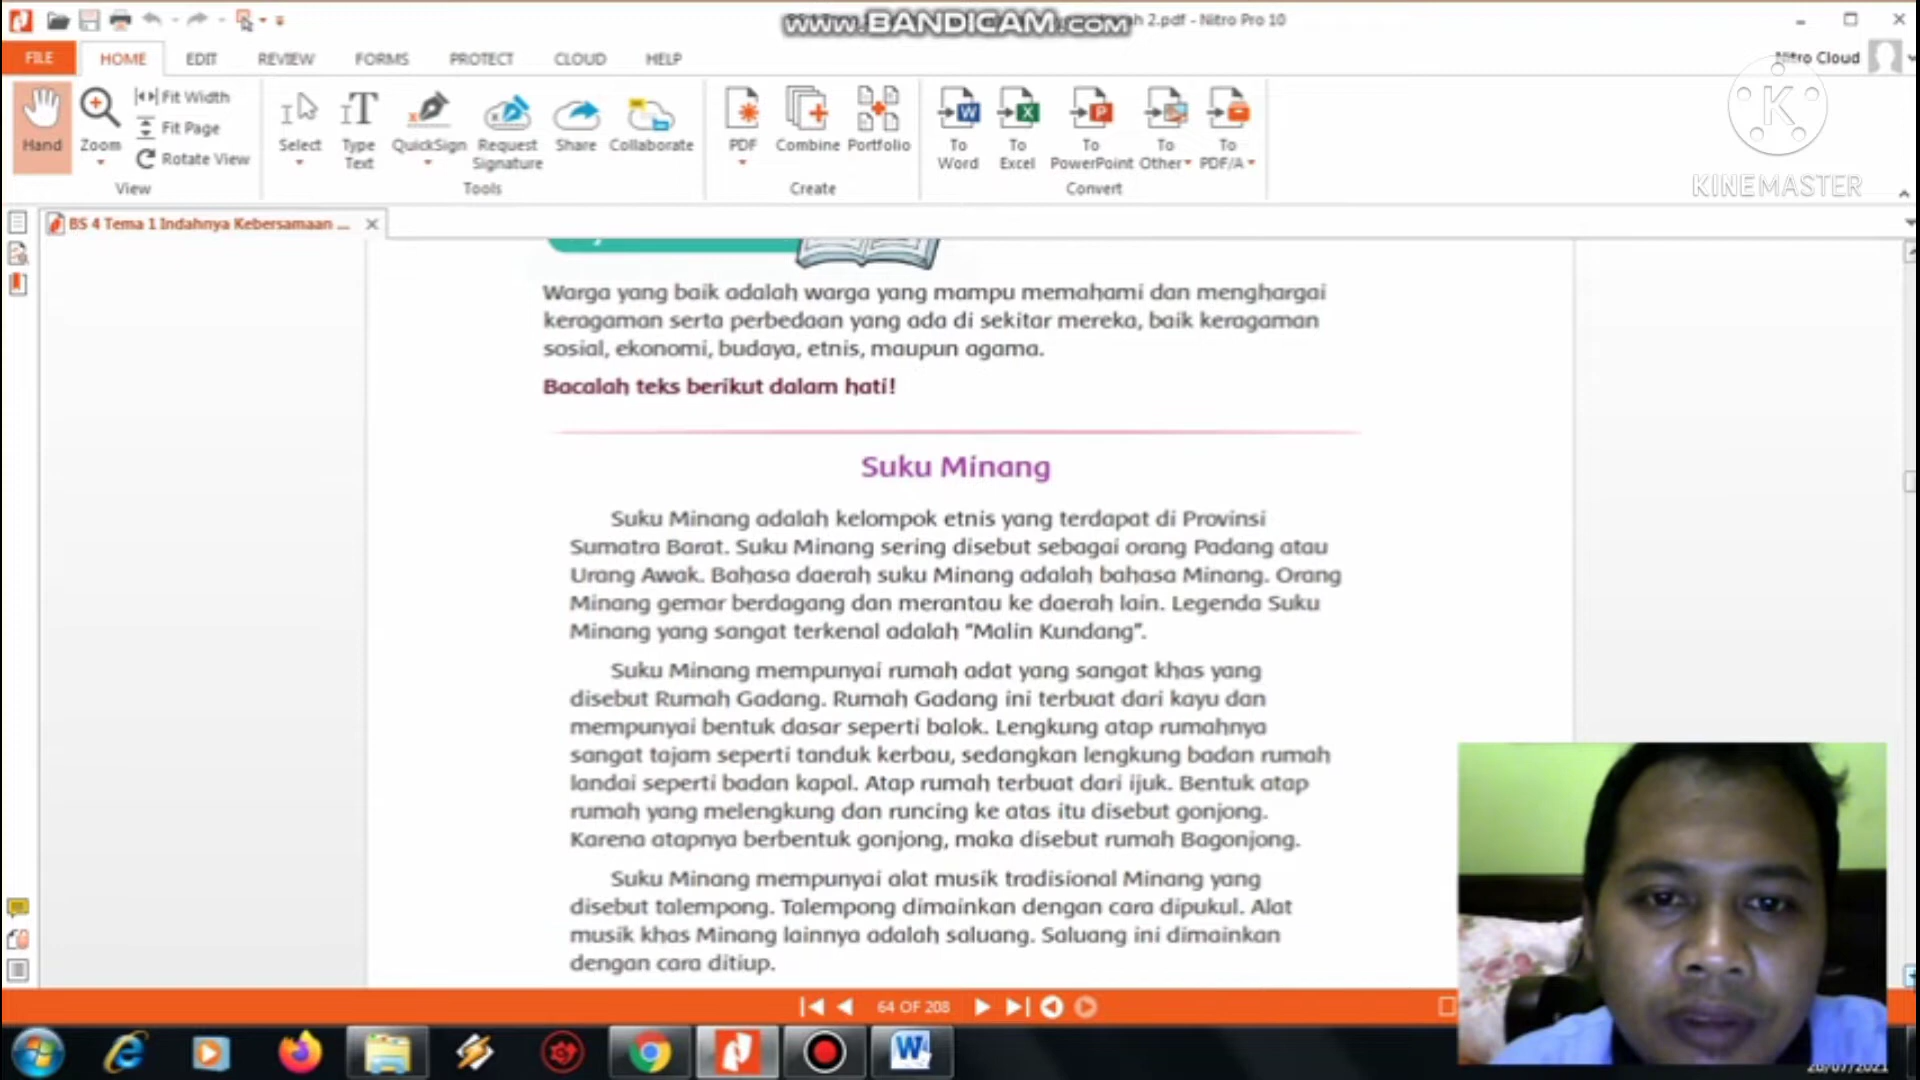 www.BANDICAM.com
2.pdf - Nitro Pro 10
FILE HOME EDIT REVIEW FORMS PROTECT CLOUD HELP
Nitro Cloud
Hand
Zoom
Fit Width
Fit Page
Rotate View
View
Select
Type Text
QuickSign
Request Signature
Share
Collaborate
Tools
PDF
Combine
Portfolio
Create
To Word
To Excel
To PowerPoint
To Other
To PDF/A
Convert
K
KINEMASTER
BS 4 Tema 1 Indahnya Kebersamaan ...
Warga yang baik adalah warga yang mampu memahami dan menghargai
keragaman serta perbedaan yang ada di sekitar mereka, baik keragaman
sosial, ekonomi, budaya, etnis, maupun agama.
Bacalah teks berikut dalam hati!
Suku Minang
Suku Minang adalah kelompok etnis yang terdapat di Provinsi
Sumatra Barat. Suku Minang sering disebut sebagai orang Padang atau
Urang Awak. Bahasa daerah suku Minang adalah bahasa Minang. Orang
Minang gemar berdagang dan merantau ke daerah lain. Legenda Suku
Minang yang sangat terkenal adalah "Malin Kundang".
Suku Minang mempunyai rumah adat yang sangat khas yang
disebut Rumah Gadang. Rumah Gadang ini terbuat dari kayu dan
mempunyai bentuk dasar seperti balok. Lengkung atap rumahnya
sangat tajam seperti tanduk kerbau, sedangkan lengkung badan rumah
landai seperti badan kapal. Atap rumah terbuat dari ijuk. Bentuk atap
rumah yang melengkung dan runcing ke atas itu disebut gonjong.
Karena atapnya berbentuk gonjong, maka disebut rumah Bagonjong.
Suku Minang mempunyai alat musik tradisional Minang yang
disebut talempong. Talempong dimainkan dengan cara dipukul. Alat
musik khas Minang lainnya adalah saluang. Saluang ini dimainkan
dengan cara ditiup.
64 OF 208